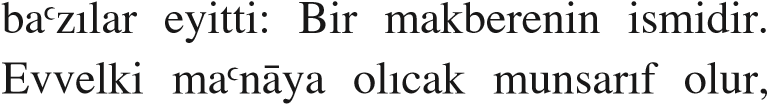 baᶜzılar eyitti: Bir makberenin ismidir.
Evvelki maᶜnāya olıcak munsarıf olur,